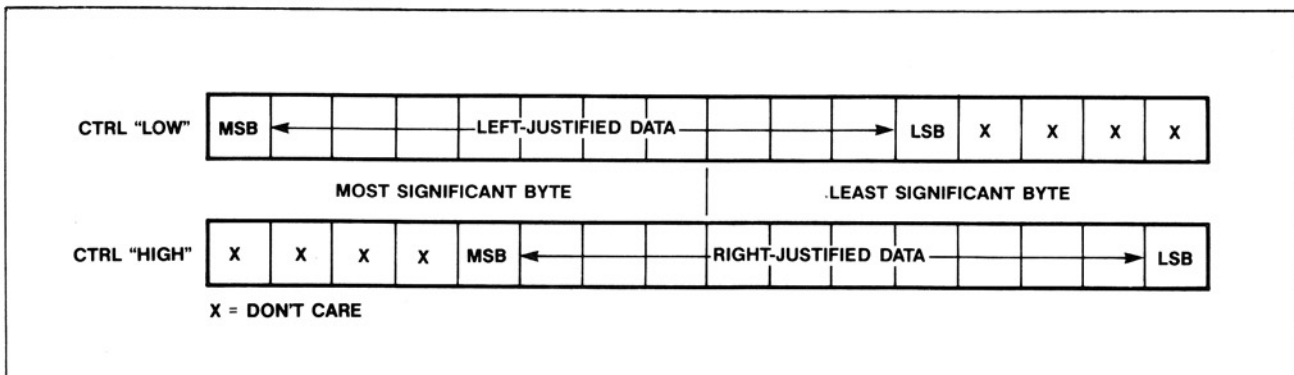 CTRL "LOW" MSB LEFT-JUSTIFIED DATA LSB X X X X
MOST SIGNIFICANT BYTE LEAST SIGNIFICANT BYTE
CTRL "HIGH" X X X X MSB RIGHT-JUSTIFIED DATA LSB
X = DON'T CARE